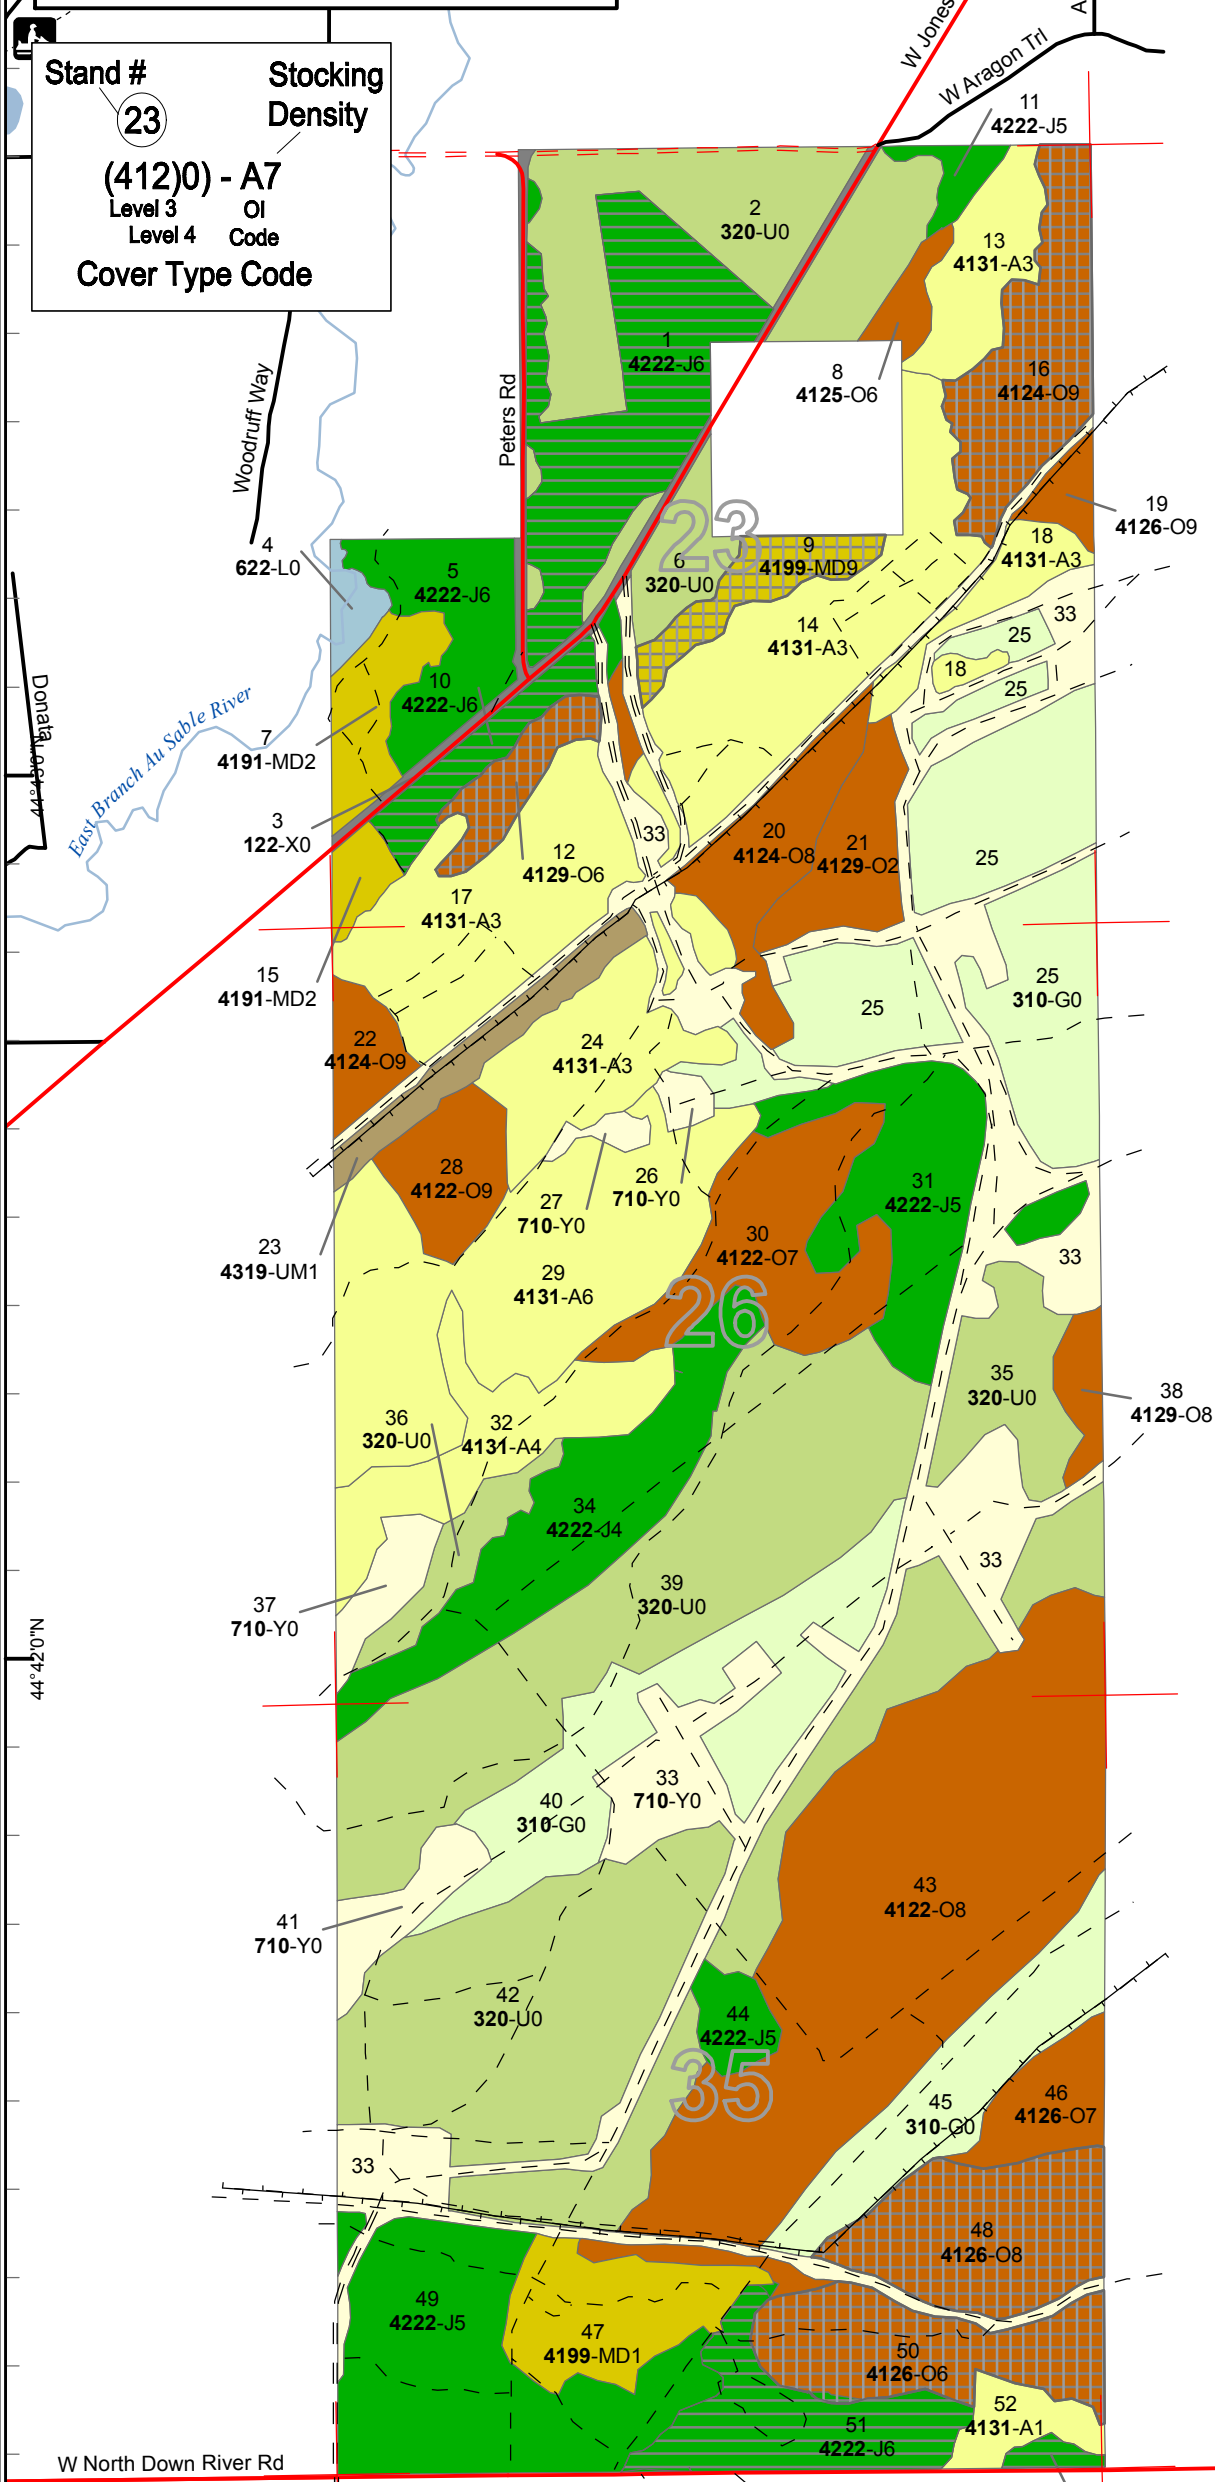 W Jones
A
W Aragon Trl
Stand #
Stocking
Density
23
(412)0) - A7
Level 3
OI
Level 4
Code
Cover Type Code
11
4222-J5
2
320-U0
13
4131-A3
1
4222-J6
8
4125-O6
16
4124-O9
Peters Rd
Woodruff Way
19
4126-O9
23
4
622-L0
5
4222-J6
6
320-U0
9
4199-MD9
18
4131-A3
14
4131-A3
33
25
18
25
10
4222-J6
Donata
East Branch Au Sable River
7
4191-MD2
3
122-X0
12
4129-O6
33
20
4124-O8
21
4129-O2
25
17
4131-A3
15
4191-MD2
25
310-G0
25
22
4124-O9
24
4131-A3
28
4122-O9
27
710-Y0
26
710-Y0
31
4222-J5
23
4319-UM1
30
4122-O7
33
29
4131-A6
26
35
320-U0
38
4129-O8
36
320-U0
32
4131-A4
34
4222-J4
33
39
320-U0
37
710-Y0
44°42'0"N
33
710-Y0
40
310-G0
43
4122-O8
41
710-Y0
42
320-U0
44
4222-J5
35
45
310-G0
46
4126-O7
33
48
4126-O8
49
4222-J5
47
4199-MD1
50
4126-O6
52
4131-A1
51
4222-J6
W North Down River Rd